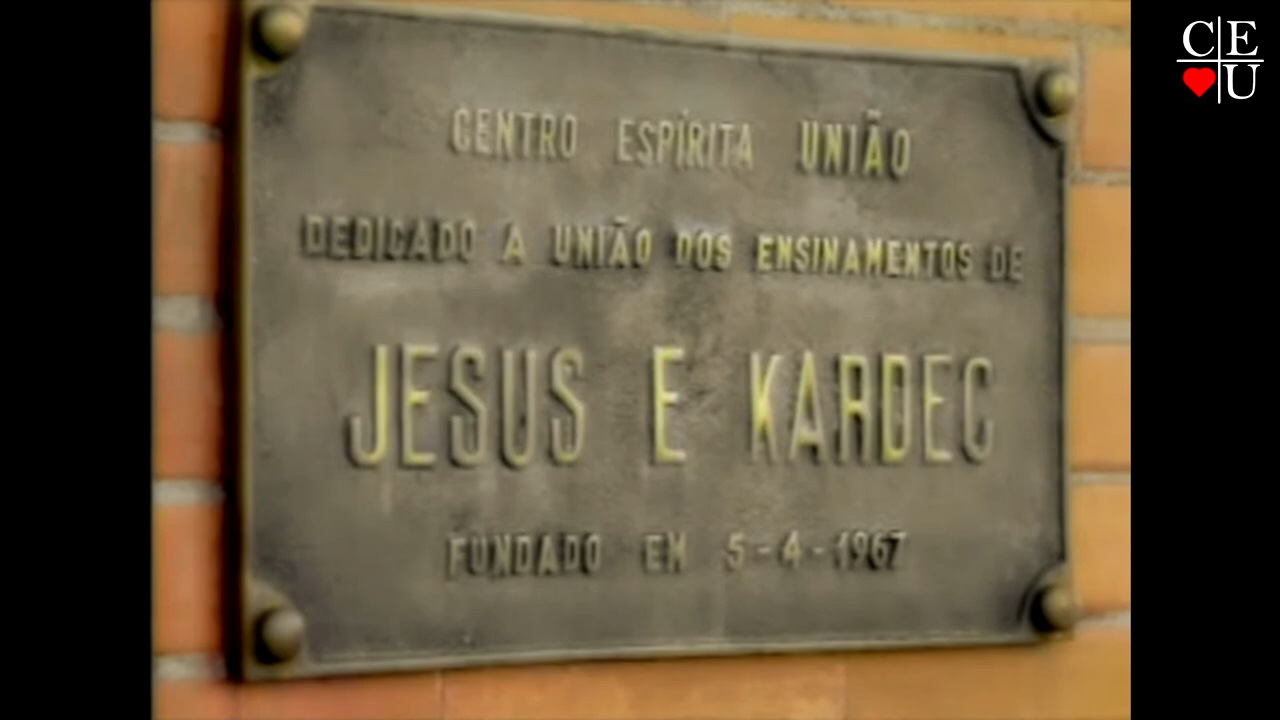 CENTRO ESPÍRITA UNIÃO
DEDICADO A UNIÃO DOS ENSINAMENTOS DE
JESUS E KARDEC
FUNDADO EM 5-4-1967
CE
U